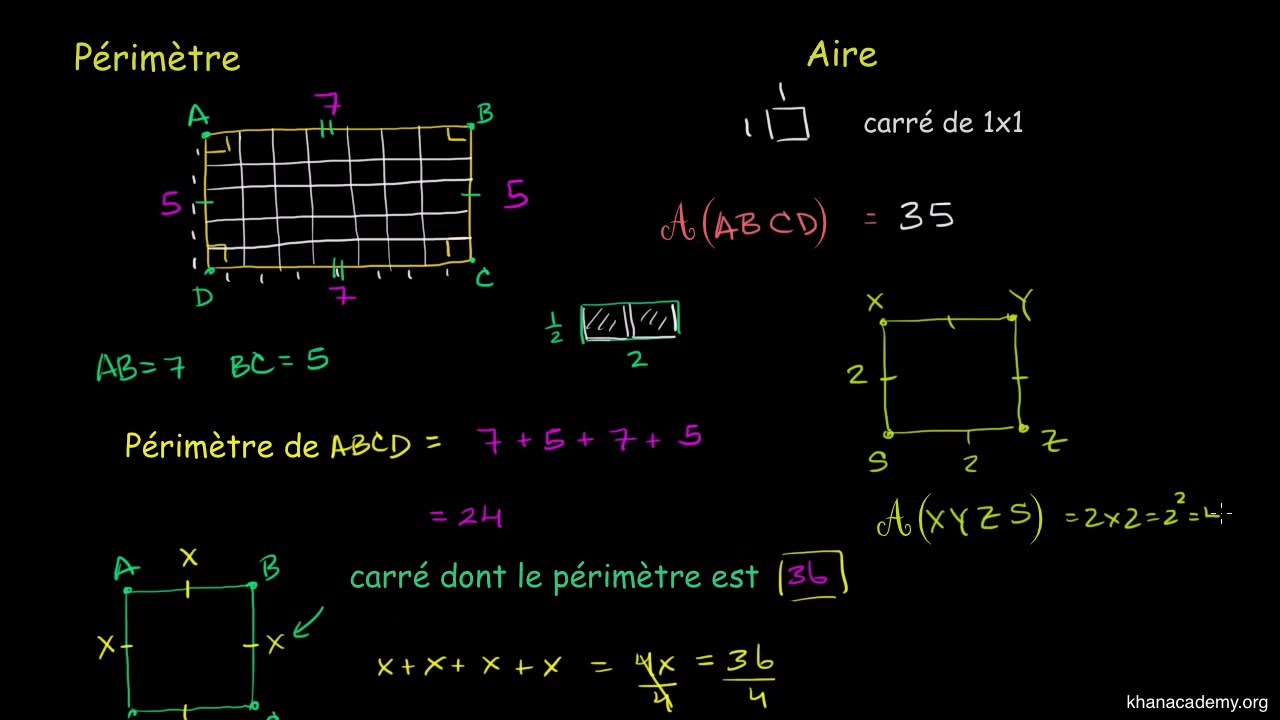 Périmètre
Aire
7
A
B
1
1
carré de 1x1
5
5
A(ABCD) = 35
D
7
C
X
Y
1/2
2
AB=7 BC=5
2
S
2
Z
Périmètre de ABCD = 7+5+7+5
= 24
A(XYZS) =2x2=2²=4
A
x
B
carré dont le périmètre est 36
x
x
x+x+x+x = 4x/4 = 36/4
khanacademy.org